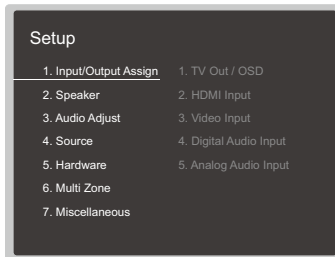 Setup
1. Input/Output Assign
2. Speaker
3. Audio Adjust
4. Source
5. Hardware
6. Multi Zone
7. Miscellaneous
1. TV Out / OSD
2. HDMI Input
3. Video Input
4. Digital Audio Input
5. Analog Audio Input